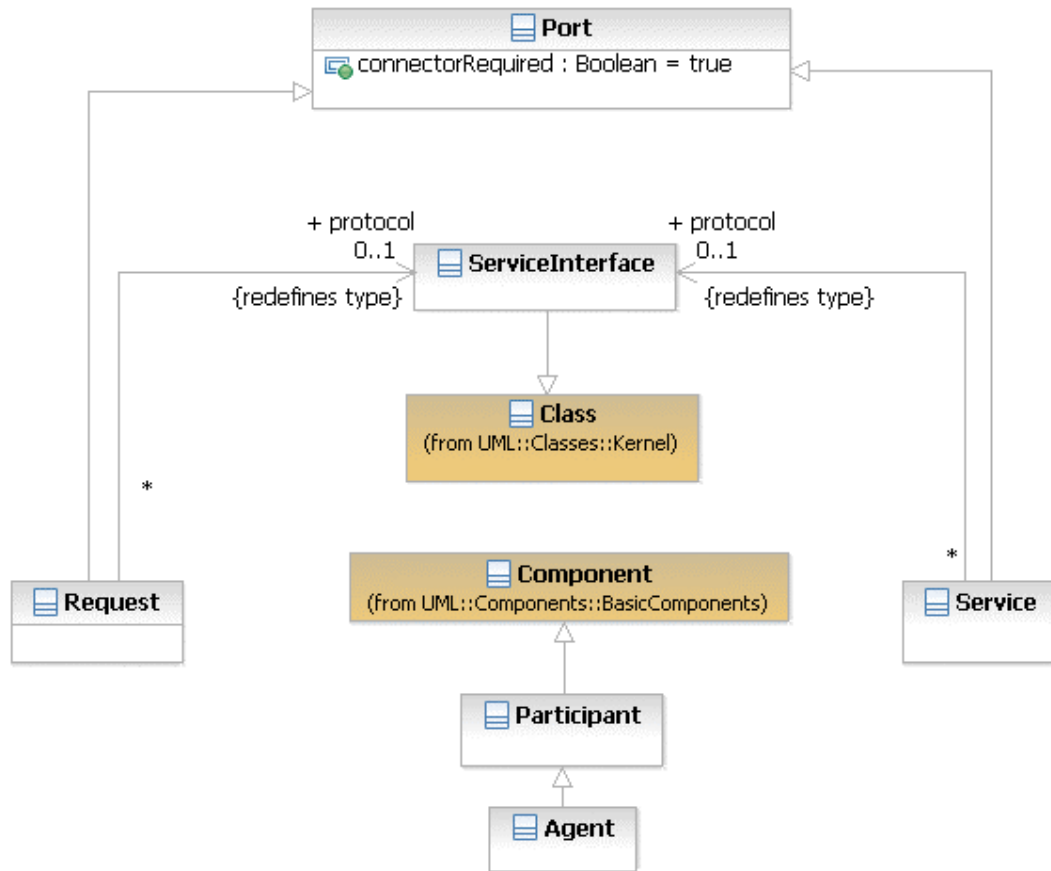 Port
connectorRequired : Boolean = true
+ protocol
0..1
{redefines type}
+ protocol
0..1
{redefines type}
ServiceInterface
Class
(from UML::Classes::Kernel)
*
*
Component
(from UML::Components::BasicComponents)
Request
Service
Participant
Agent